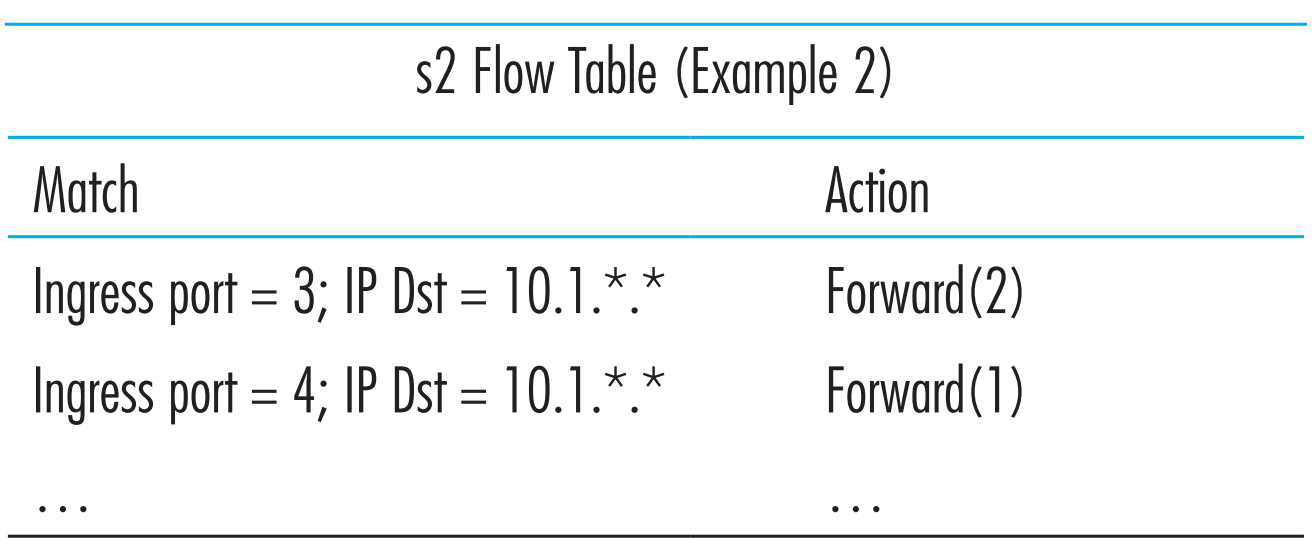 s2 Flow Table (Example 2)
Match Action
Ingress port = 3; IP Dst = 10.1.*.* Forward(2)
Ingress port = 4; IP Dst = 10.1.*.* Forward(1)
... ...